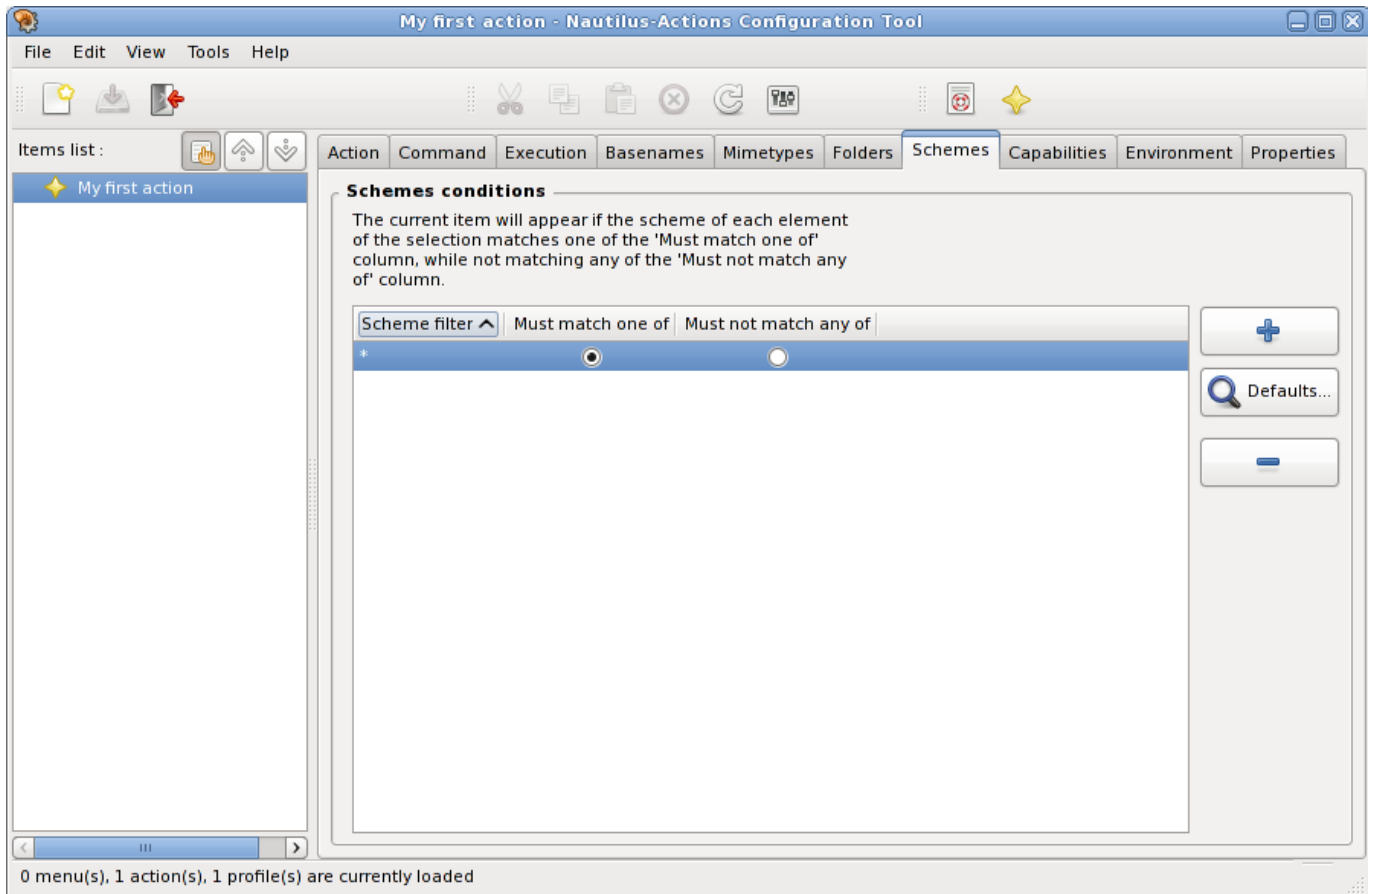 My first action - Nautilus-Actions Configuration Tool
File Edit View Tools Help
Items list :
Action Command Execution Basenames Mimetypes Folders Schemes Capabilities Environment Properties
My first action
Schemes conditions
The current item will appear if the scheme of each element
of the selection matches one of the 'Must match one of'
column, while not matching any of the 'Must not match any
of' column.
Scheme filter Must match one of Must not match any of
*
Defaults...
0 menu(s), 1 action(s), 1 profile(s) are currently loaded